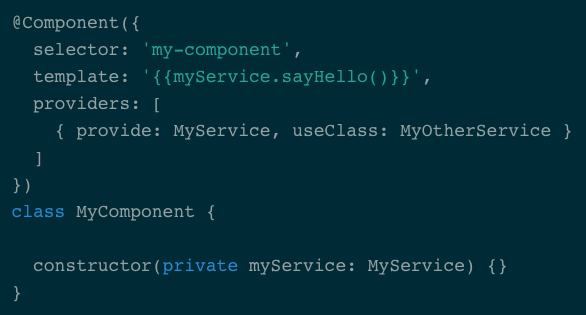 @Component({
  selector: 'my-component',
  template: '{{myService.sayHello()}}',
  providers: [
    { provide: MyService, useClass: MyOtherService }
  ]
})
class MyComponent {
  constructor(private myService: MyService) {}
}